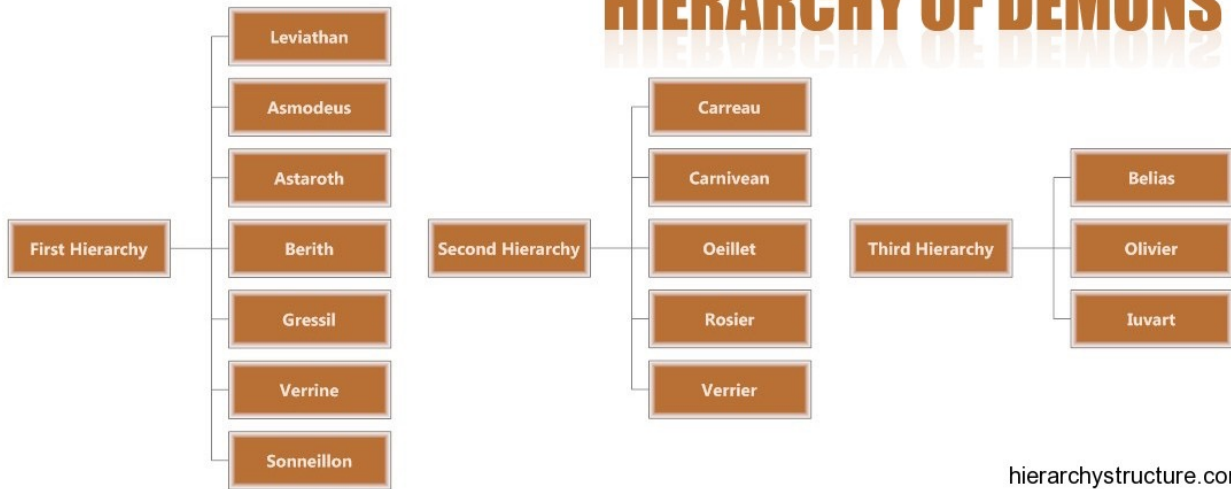 HIERARCHY OF DEMONS
First Hierarchy
Leviathan
Asmodeus
Astaroth
Berith
Gressil
Verrine
Sonneillon
Second Hierarchy
Carreau
Carnivean
Oeillet
Rosier
Verrier
Third Hierarchy
Belias
Olivier
Iuvart
hierarchystructure.com